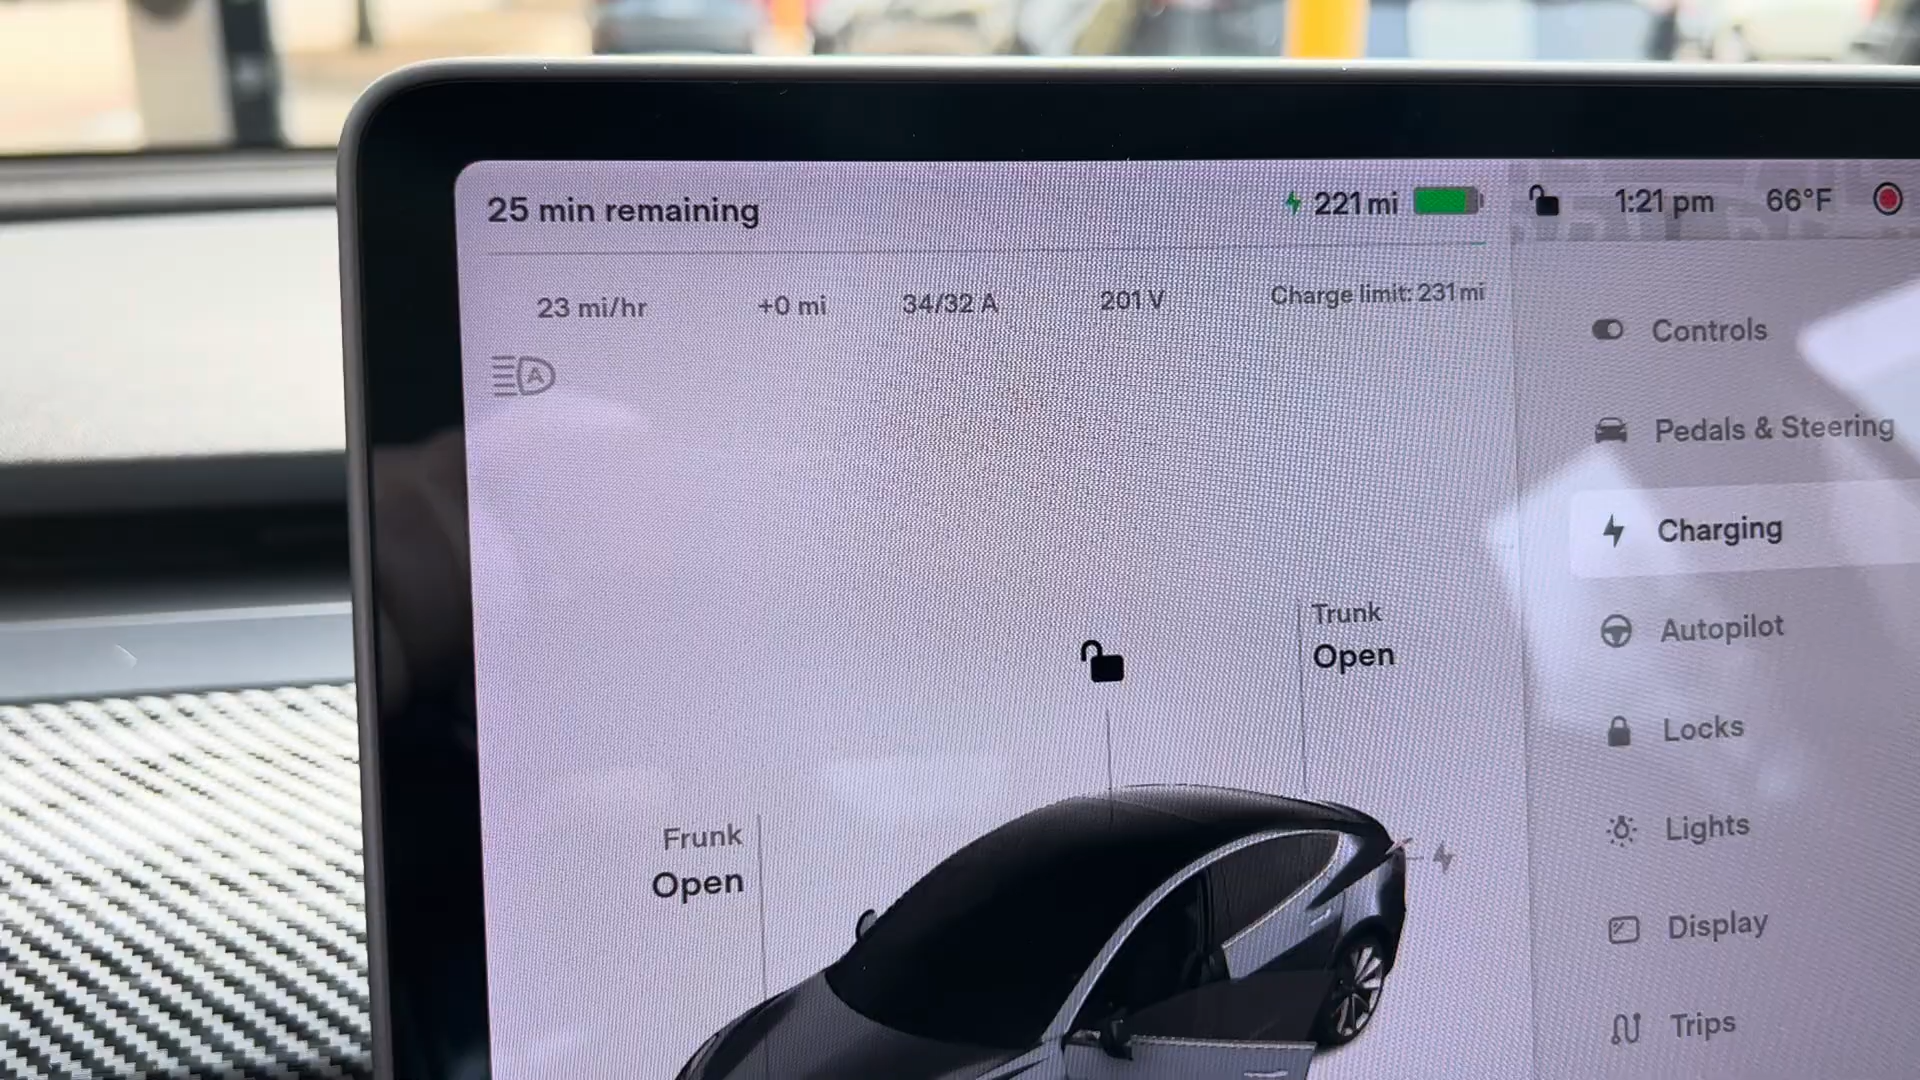 25 min remaining
221 mi
1:21 pm
66°F
23 mi/hr
+0 mi
34/32 A
201 V
Charge limit: 231 mi
A
Controls
Pedals & Steering
Charging
Autopilot
Locks
Lights
Display
Trips
Trunk
Open
Frunk
Open